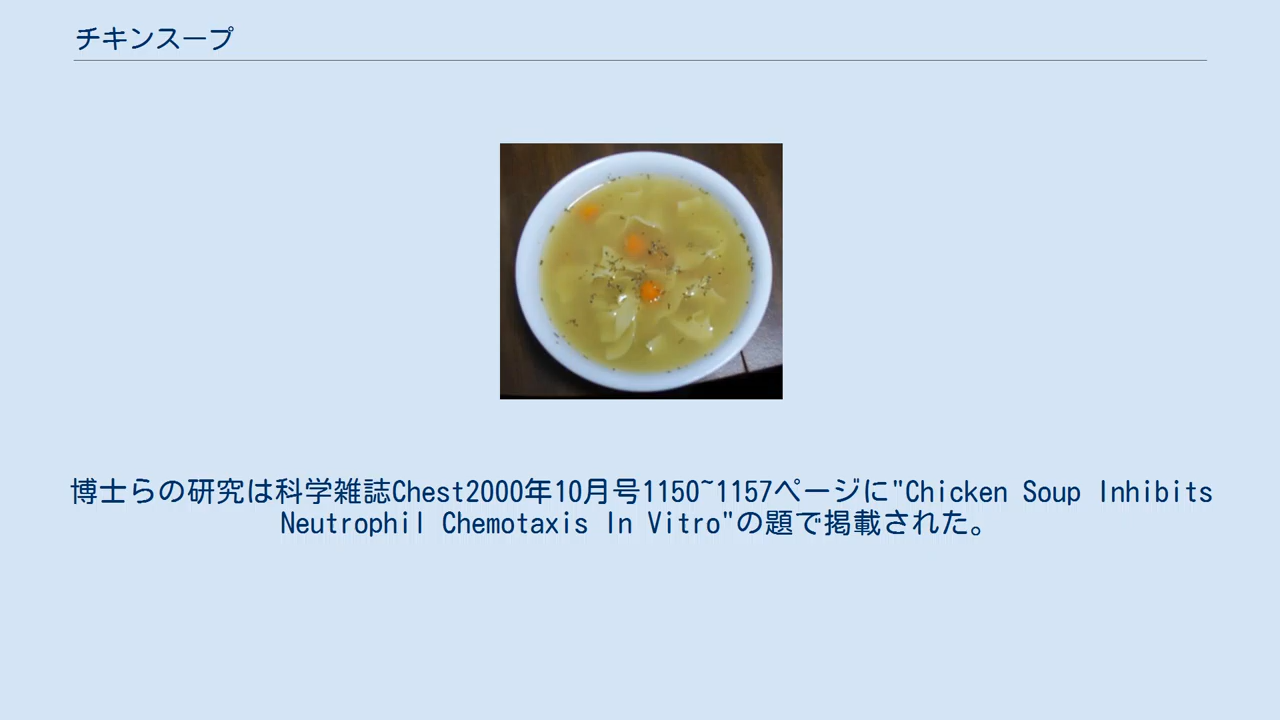 チキンスープ
博士らの研究は科学雑誌Chest2000年10月号1150~1157ページに"Chicken Soup Inhibits
Neutrophil Chemotaxis In Vitro"の題で掲載された。